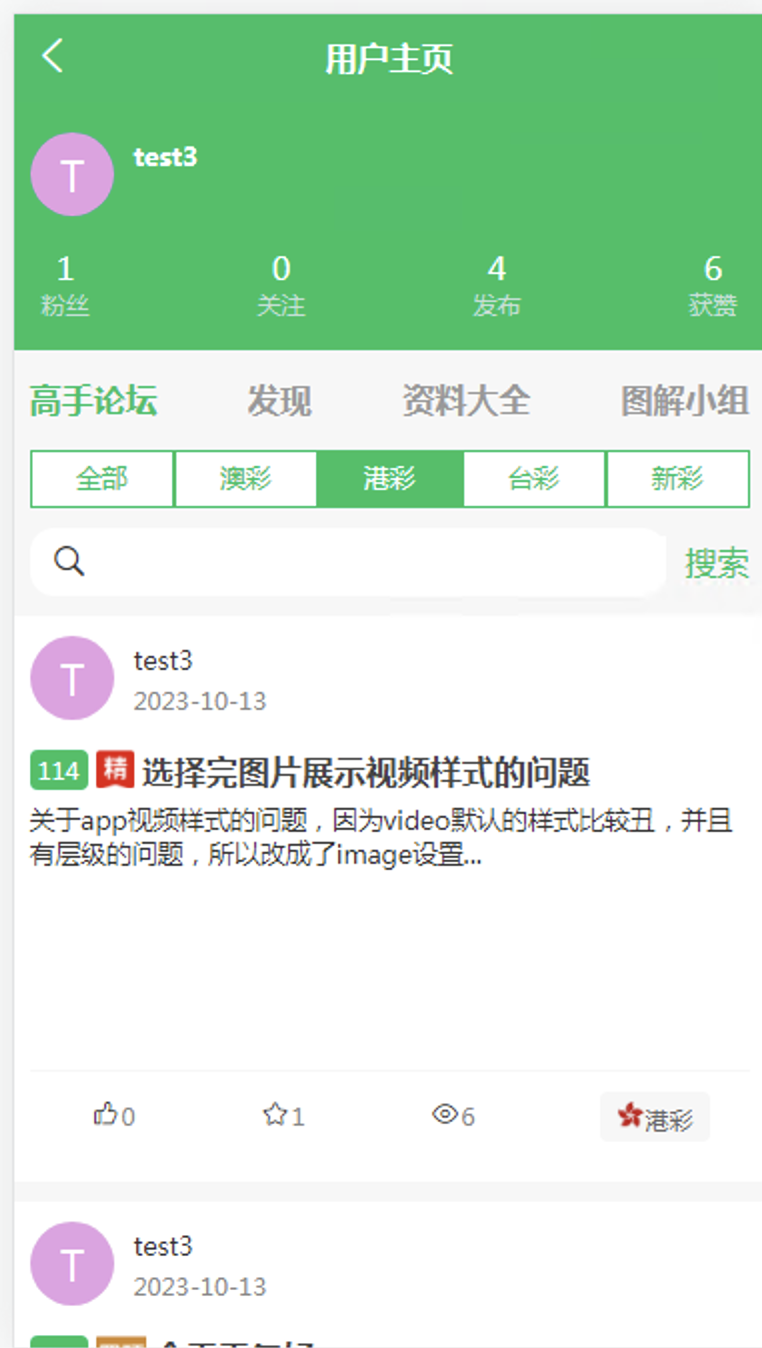 用户主页
T
test3
1 0 4 6
粉丝 关注 发布 获赞
高手论坛 发现 资料大全 图解小组
全部 澳彩 港彩 台彩 新彩
搜索
T
test3
2023-10-13
114 精 选择完图片展示视频样式的问题
关于app视频样式的问题，因为video默认的样式比较丑，并且
有层级的问题，所以改成了image设置...
0 1 6 港彩
T
test3
2023-10-13